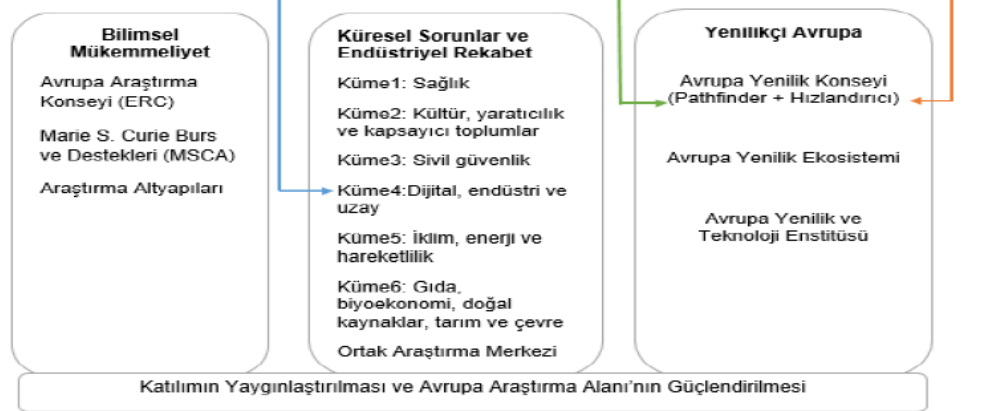 Bilimsel
Mükemmeliyet
Avrupa Araştırma
Konseyi (ERC)
Marie S. Curie Burs
ve Destekleri (MSCA)
Araştırma Altyapıları
Küresel Sorunlar ve
Endüstriyel Rekabet
Küme1: Sağlık
Küme2: Kültür, yaratıcılık
ve kapsayıcı toplumlar
Küme3: Sivil güvenlik
Küme4:Dijital, endüstri ve
uzay
Küme5: İklim, enerji ve
hareketlilik
Küme6: Gıda,
biyoekonomi, doğal
kaynaklar, tarım ve çevre
Ortak Araştırma Merkezi
Yenilikçi Avrupa
Avrupa Yenilik Konseyi
(Pathfinder + Hızlandırıcı)
Avrupa Yenilik Ekosistemi
Avrupa Yenilik ve
Teknoloji Enstitüsü
Katılımın Yaygınlaştırılması ve Avrupa Araştırma Alanı'nın Güçlendirilmesi